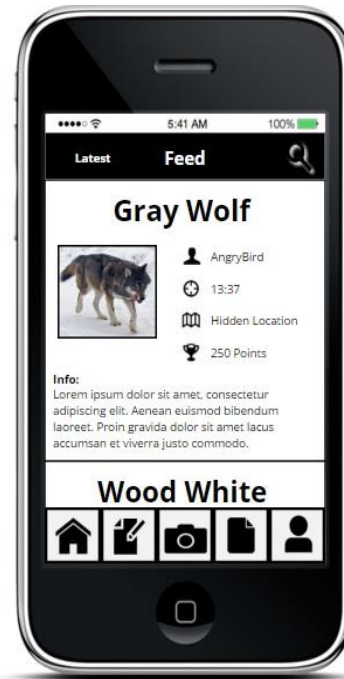 5:41 AM 100%
Latest Feed
Gray Wolf
AngryBird
13:37
Hidden Location
250 Points
Info:
Lorem ipsum dolor sit amet, consectetur
adipiscing elit. Aenean euismod bibendum
laoreet. Proin gravida dolor sit amet lacus
accumsan et viverra justo commodo.
Wood White